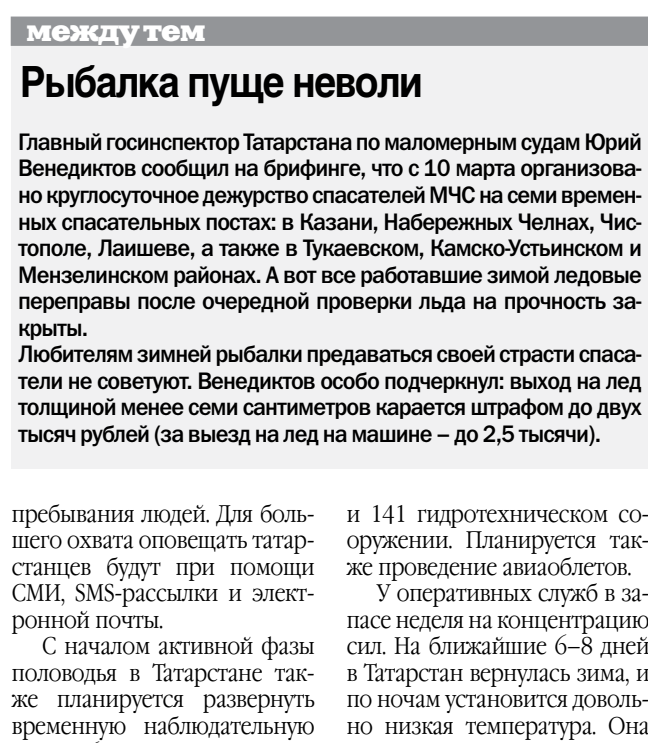 между тем
Рыбалка пуще неволи
Главный госинспектор Татарстана по маломерным судам Юрий
Венедиктов сообщил на брифинге, что с 10 марта организова-
но круглосуточное дежурство спасателей МЧС на семи времен-
ных спасательных постах: в Казани, Набережных Челнах, Чис-
тополе, Лаишеве, а также в Тукаевском, Камско-Устьинском и
Мензелинском районах. А вот все работавшие зимой ледовые
переправы после очередной проверки льда на прочность за-
крыты.
Любителям зимней рыбалки предаваться своей страсти спаса-
тели не советуют. Венедиктов особо подчеркнул: выход на лед
толщиной менее семи сантиметров карается штрафом до двух
тысяч рублей (за выезд на лед на машине – до 2,5 тысячи).
пребывания людей. Для боль-
шего охвата оповещать татар-
станцев будут при помощи
СМИ, SMS-рассылки и элект-
ронной почты.
С началом активной фазы
половодья в Татарстане так-
же планируется развернуть
временную наблюдательную
и 141 гидротехническом со-
оружении. Планируется так-
же проведение авиаоблетов.
У оперативных служб в за-
пасе неделя на концентрацию
сил. На ближайшие 6–8 дней
в Татарстан вернулась зима, и
по ночам установится доволь-
но низкая температура. Она